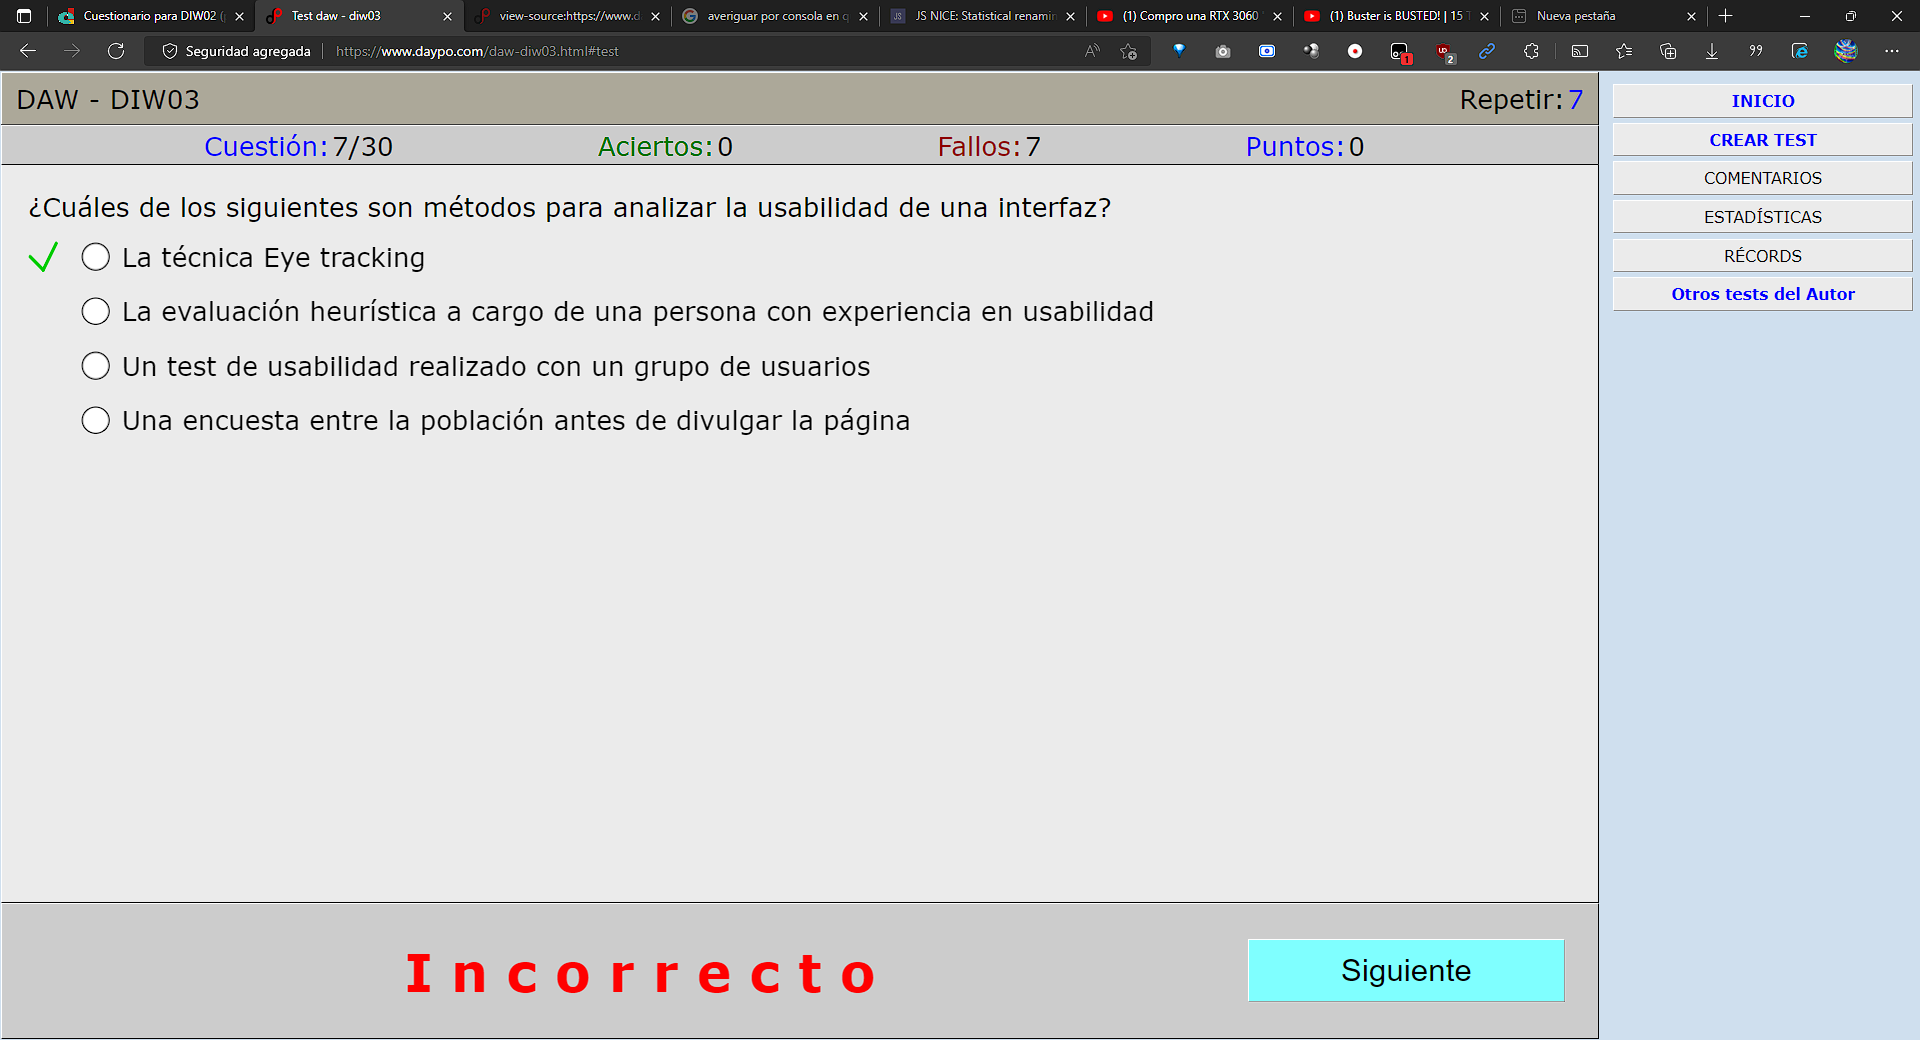 Cuestionario para DIW02 (
Test daw - diw03
view-source:https://www.d
averiguar por consola en q
JS NICE: Statistical renamin
(1) Compro una RTX 3060
(1) Buster is BUSTED! | 15 T
Nueva pestaña
Seguridad agregada
https://www.daypo.com/daw-diw03.html#test
1
2
DAW - DIW03
Repetir: 7
Cuestión: 7/30
Aciertos: 0
Fallos: 7
Puntos: 0
¿Cuáles de los siguientes son métodos para analizar la usabilidad de una interfaz?
La técnica Eye tracking
La evaluación heurística a cargo de una persona con experiencia en usabilidad
Un test de usabilidad realizado con un grupo de usuarios
Una encuesta entre la población antes de divulgar la página
Incorrecto
Siguiente
INICIO
CREAR TEST
COMENTARIOS
ESTADÍSTICAS
RÉCORDS
Otros tests del Autor